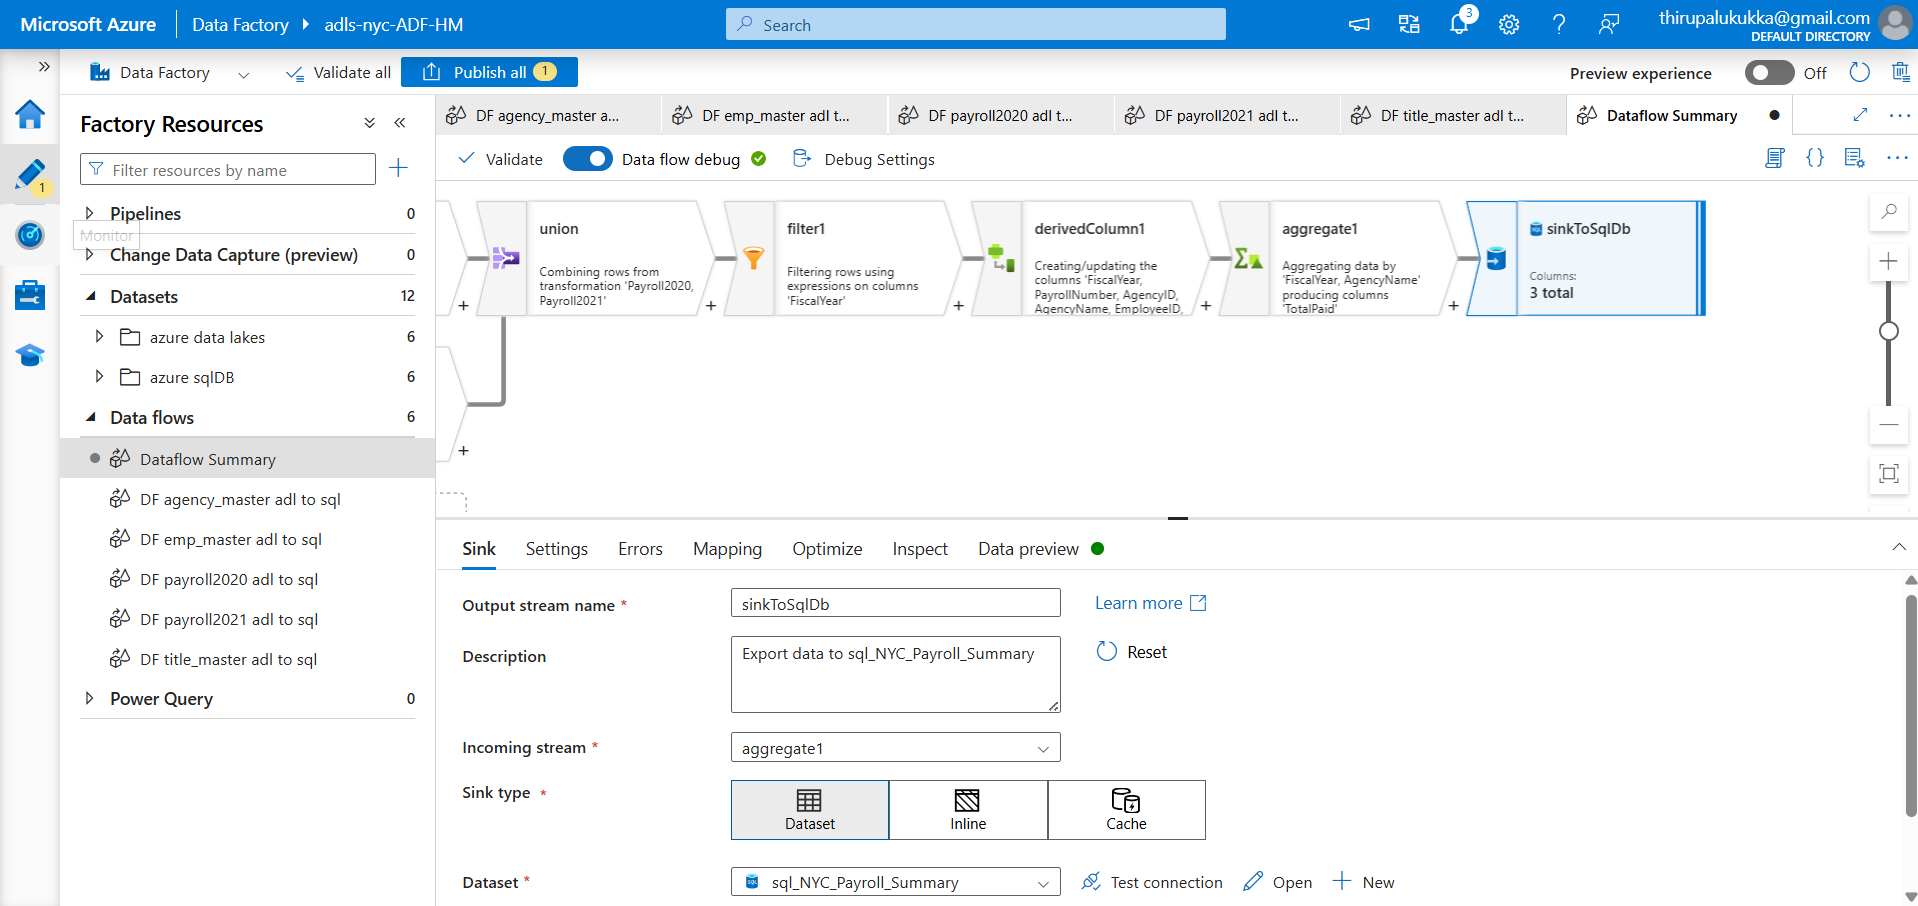 Microsoft Azure
Data Factory
adls-nyc-ADF-HM
Search
3
thirupalukukka@gmail.com
DEFAULT DIRECTORY
Data Factory
Validate all
Publish all
1
Preview experience
Off
1
Monitor
Factory Resources
Filter resources by name
Pipelines 0
Change Data Capture (preview) 0
Datasets 12
azure data lakes 6
azure sqlDB 6
Data flows 6
Dataflow Summary
DF agency_master adl to sql
DF emp_master adl to sql
DF payroll2020 adl to sql
DF payroll2021 adl to sql
DF title_master adl to sql
Power Query 0
DF agency_master a...
DF emp_master adl t...
DF payroll2020 adl t...
DF payroll2021 adl t...
DF title_master adl t...
Dataflow Summary
Validate
Data flow debug
Debug Settings
union
Combining rows from
transformation 'Payroll2020,
Payroll2021'
filter1
Filtering rows using
expressions on columns
'FiscalYear'
derivedColumn1
Creating/updating the
columns 'FiscalYear,
PayrollNumber, AgencyID,
AgencyName, EmployeeID,
aggregate1
Aggregating data by
'FiscalYear, AgencyName'
producing columns
'TotalPaid'
sinkToSqlDb
Columns:
3 total
Sink
Settings
Errors
Mapping
Optimize
Inspect
Data preview
Output stream name *
sinkToSqlDb
Learn more
Description
Export data to sql_NYC_Payroll_Summary
Reset
Incoming stream *
aggregate1
Sink type *
Dataset
Inline
Cache
Dataset *
sql_NYC_Payroll_Summary
Test connection
Open
New